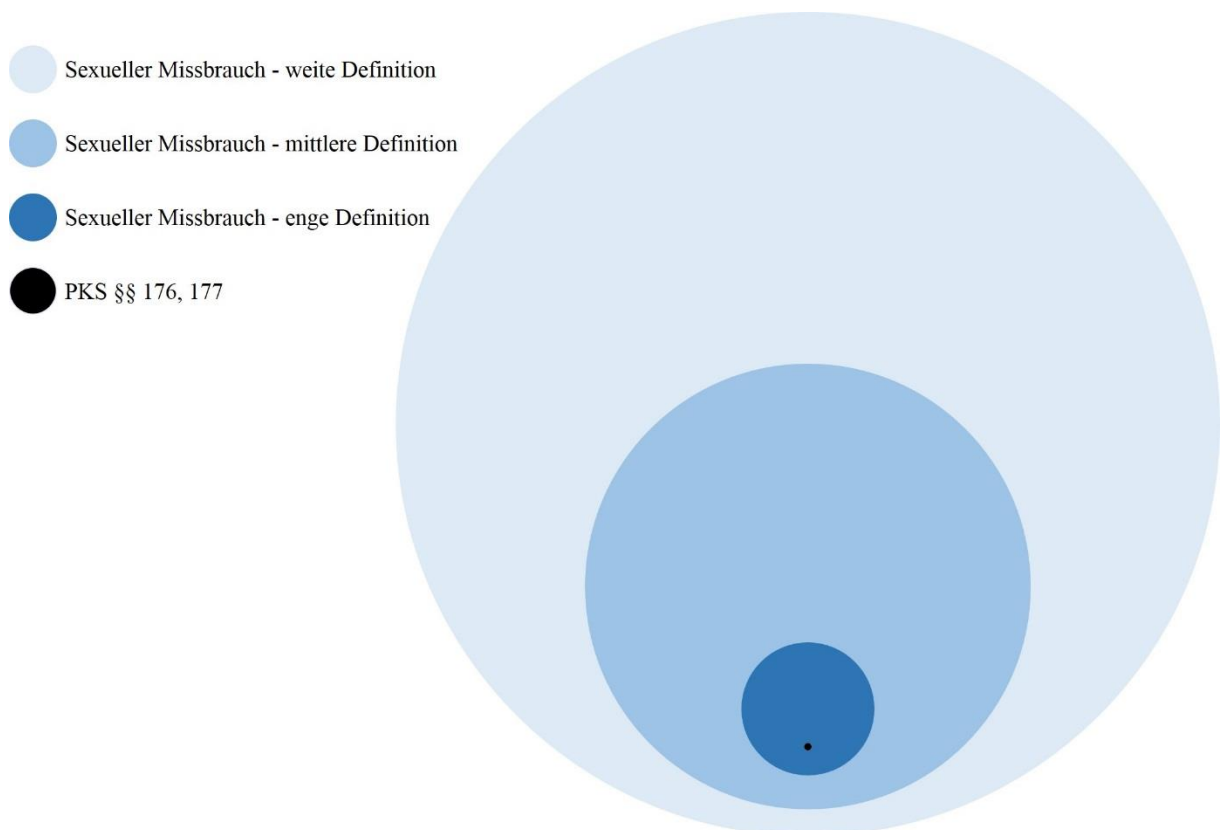 Sexueller Missbrauch - weite Definition
Sexueller Missbrauch - mittlere Definition
Sexueller Missbrauch - enge Definition
PKS §§ 176, 177